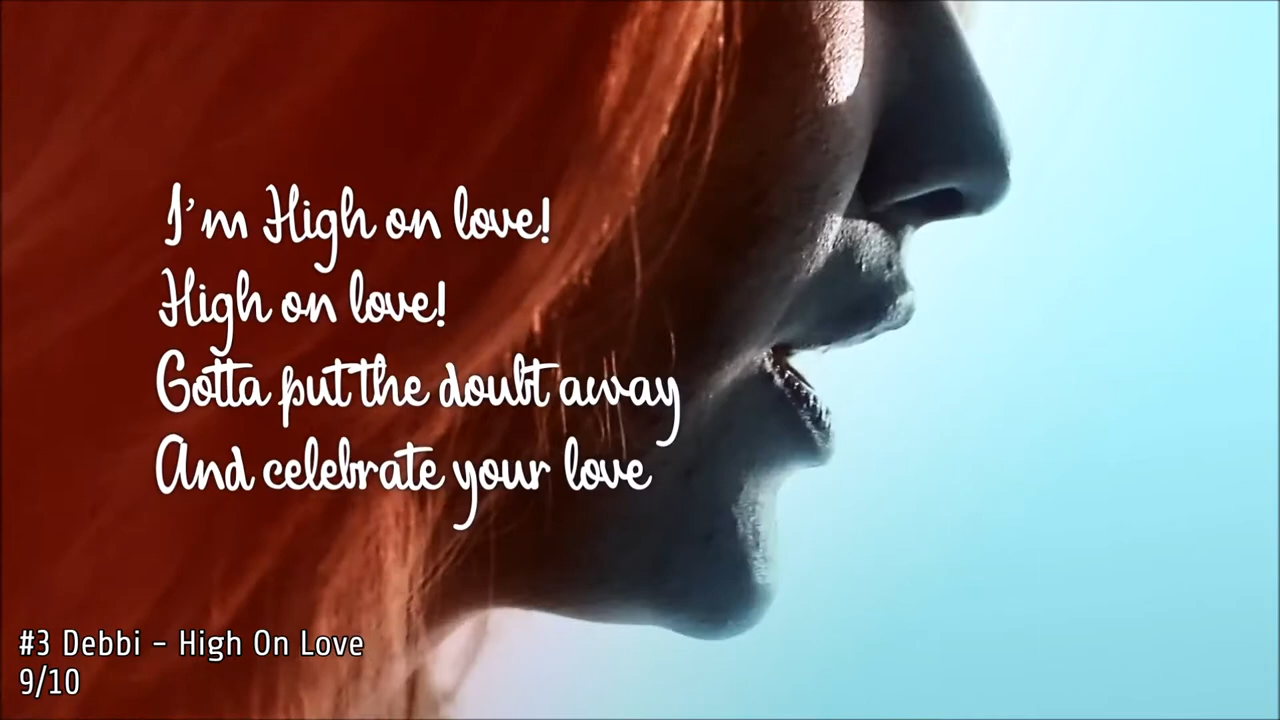 I'm High on love!
High on love!
Gotta put the doubt away
And celebrate your love
#3 Debbi - High On Love
9/10